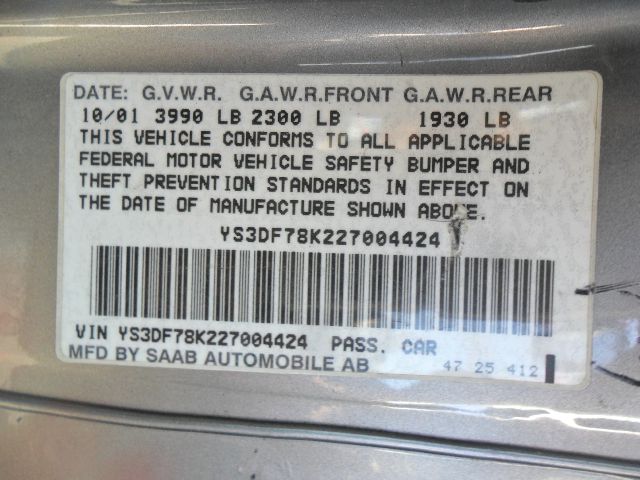 DATE: G.V.W.R. G.A.W.R.FRONT G.A.W.R.REAR
10/01 3990 LB 2300 LB 1930 LB
THIS VEHICLE CONFORMS TO ALL APPLICABLE
FEDERAL MOTOR VEHICLE SAFETY BUMPER AND
THEFT PREVENTION STANDARDS IN EFFECT ON
THE DATE OF MANUFACTURE SHOWN ABOVE.
YS3DF78K227004424
VIN YS3DF78K227004424 PASS. CAR
MFD BY SAAB AUTOMOBILE AB 47 25 412